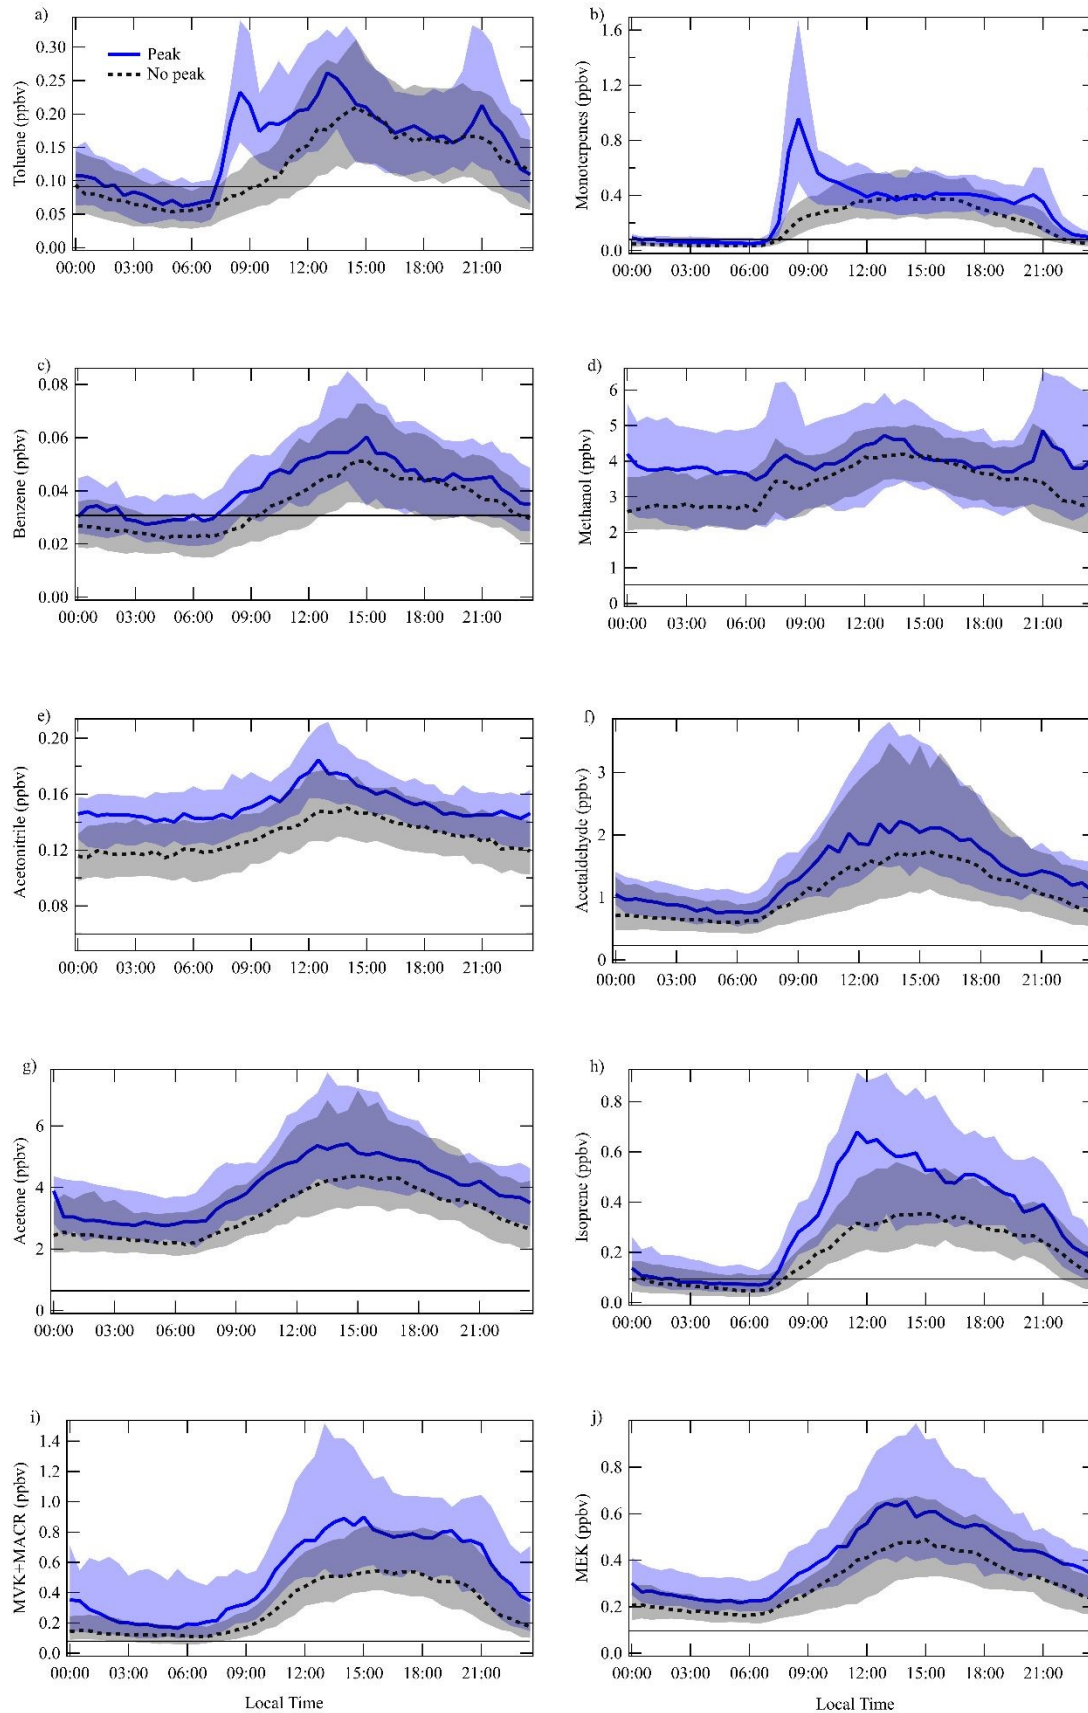 a)
Toluene (ppbv)
0.30
0.25
0.20
0.15
0.10
0.05
0.00
Peak
No peak
00:00 03:00 06:00 09:00 12:00 15:00 18:00 21:00
b)
Monoterpenes (ppbv)
1.6
1.2
0.8
0.4
0.0
00:00 03:00 06:00 09:00 12:00 15:00 18:00 21:00
c)
Benzene (ppbv)
0.08
0.06
0.04
0.02
0.00
00:00 03:00 06:00 09:00 12:00 15:00 18:00 21:00
d)
Methanol (ppbv)
6
5
4
3
2
1
0
00:00 03:00 06:00 09:00 12:00 15:00 18:00 21:00
e)
Acetonitrile (ppbv)
0.20
0.16
0.12
0.08
00:00 03:00 06:00 09:00 12:00 15:00 18:00 21:00
f)
Acetaldehyde (ppbv)
3
2
1
0
00:00 03:00 06:00 09:00 12:00 15:00 18:00 21:00
g)
Acetone (ppbv)
6
4
2
0
00:00 03:00 06:00 09:00 12:00 15:00 18:00 21:00
h)
Isoprene (ppbv)
0.8
0.6
0.4
0.2
0.0
00:00 03:00 06:00 09:00 12:00 15:00 18:00 21:00
i)
MVK+MACR (ppbv)
1.4
1.2
1.0
0.8
0.6
0.4
0.2
0.0
00:00 03:00 06:00 09:00 12:00 15:00 18:00 21:00
Local Time
j)
MEK (ppbv)
0.8
0.6
0.4
0.2
0.0
00:00 03:00 06:00 09:00 12:00 15:00 18:00 21:00
Local Time